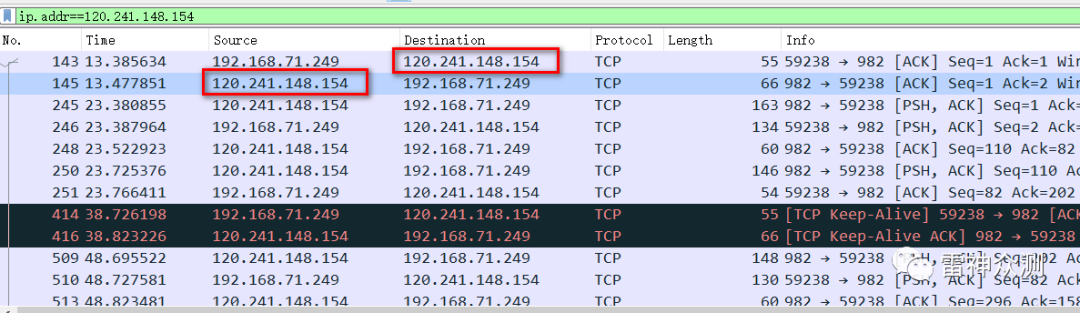 ip.addr==120.241.148.154
No. Time Source Destination Protocol Length Info
143 13.385634 192.168.71.249 120.241.148.154 TCP 55 59238 → 982 [ACK] Seq=1 Ack=1 Win
145 13.477851 120.241.148.154 192.168.71.249 TCP 66 982 → 59238 [ACK] Seq=1 Ack=2 Win
245 23.380855 120.241.148.154 192.168.71.249 TCP 163 982 → 59238 [PSH, ACK] Seq=1 A
246 23.387964 192.168.71.249 120.241.148.154 TCP 134 59238 → 982 [PSH, ACK] Seq=2 A
248 23.522923 120.241.148.154 192.168.71.249 TCP 60 982 → 59238 [ACK] Seq=110 Ack=82
250 23.725376 120.241.148.154 192.168.71.249 TCP 146 982 → 59238 [PSH, ACK] Seq=110
251 23.766411 192.168.71.249 120.241.148.154 TCP 54 59238 → 982 [ACK] Seq=82 Ack=202
414 38.726198 192.168.71.249 120.241.148.154 TCP 55 [TCP Keep-Alive] 59238 → 982 [AC
416 38.823226 120.241.148.154 192.168.71.249 TCP 66 [TCP Keep-Alive ACK] 982 → 59238
509 48.695522 120.241.148.154 192.168.71.249 TCP 148 982 → 59238 ACK] Seq=202
510 48.727581 192.168.71.249 120.241.148.154 TCP 130 59238 → 982 [PSH, ACK] Seq=82
513 48.823481 120.241.148.154 192.168.71.249 TCP 60 982 → 59238 [ACK] Seq=296 Ack=158
雷神众测